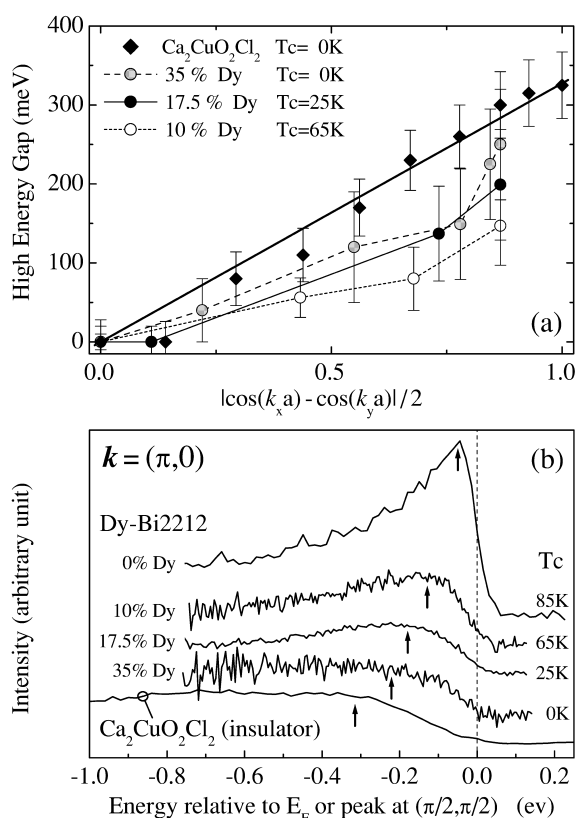 400
300
200
100
0
High Energy Gap (meV)
Ca2CuO2Cl2 Tc= 0K
35 % Dy Tc= 0K
17.5 % Dy Tc=25K
10 % Dy Tc=65K
(a)
0.0 0.5 1.0
|cos(kxa) - cos(kya)| / 2
k = (π,0)
(b)
Dy-Bi2212
Tc
0% Dy
85K
10% Dy
65K
17.5% Dy
25K
35% Dy
0K
Ca2CuO2Cl2 (insulator)
Intensity (arbitrary unit)
-1.0 -0.8 -0.6 -0.4 -0.2 0.0 0.2
Energy relative to EF or peak at (π/2,π/2) (ev)